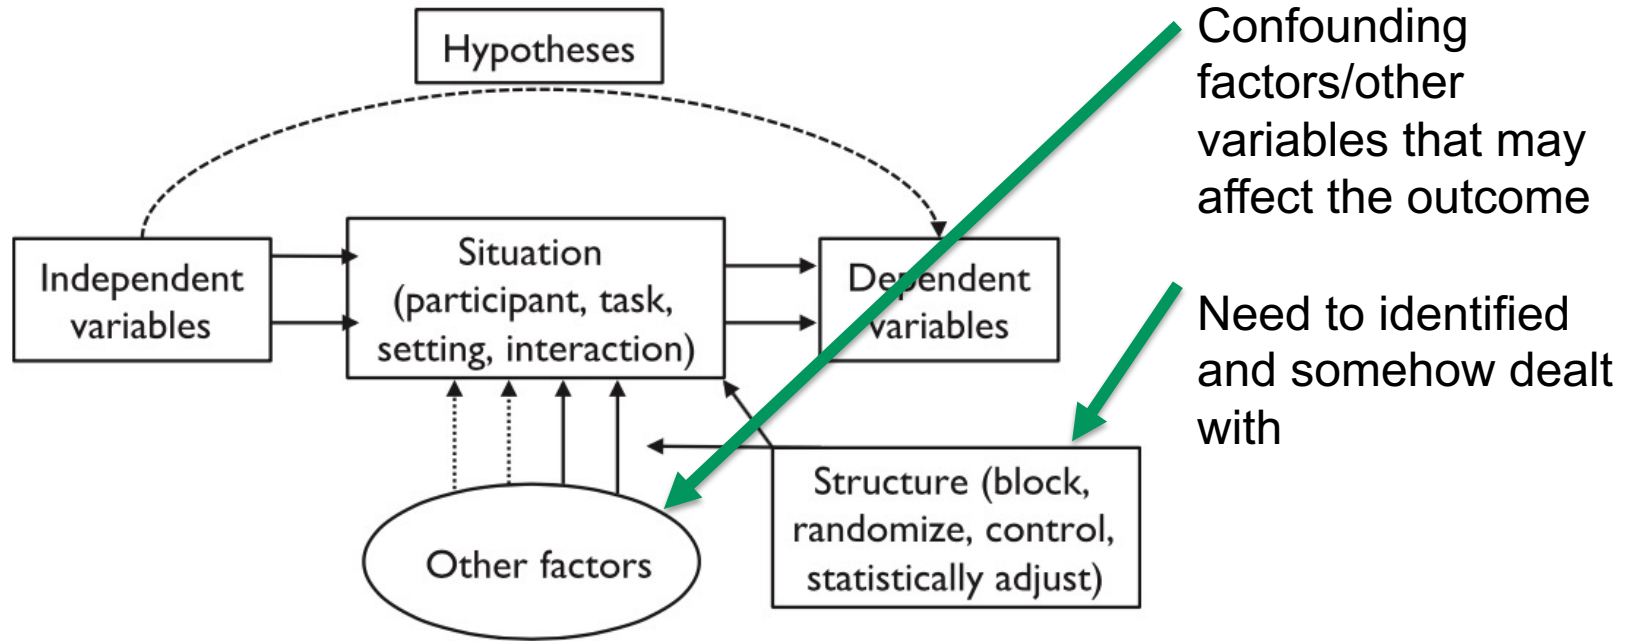 Hypotheses
Independent
variables
Situation
(participant, task,
setting, interaction)
Dependent
variables
Other factors
Structure (block,
randomize, control,
statistically adjust)
Confounding
factors/other
variables that may
affect the outcome
Need to identified
and somehow dealt
with